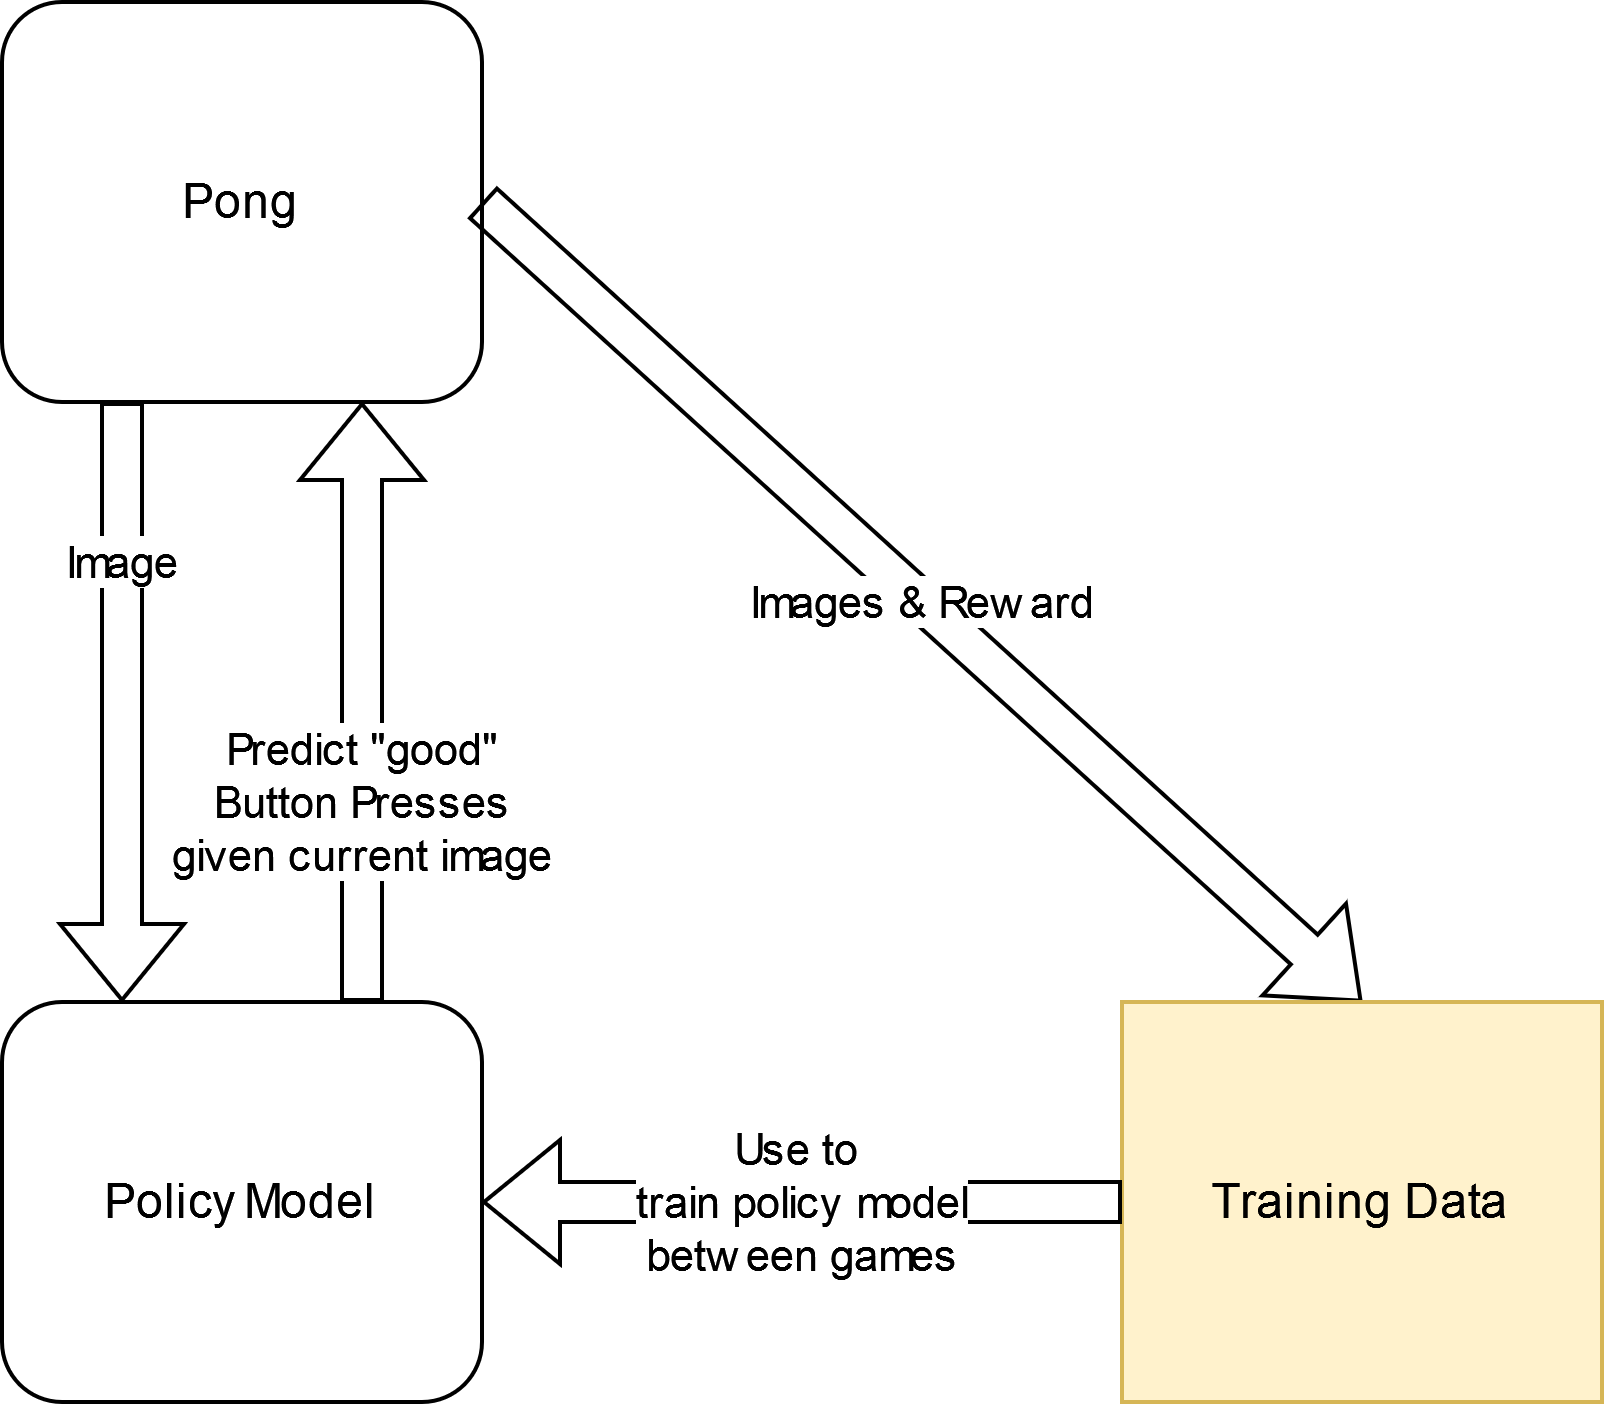 Pong
Image
Images & Reward
Predict "good"
Button Presses
given current image
Policy Model
Use to
train policy model
between games
Training Data